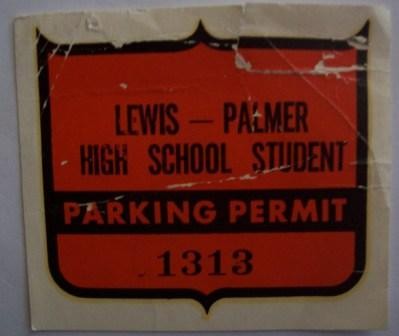 LEWIS — PALMER
HIGH SCHOOL STUDENT
PARKING PERMIT
1313